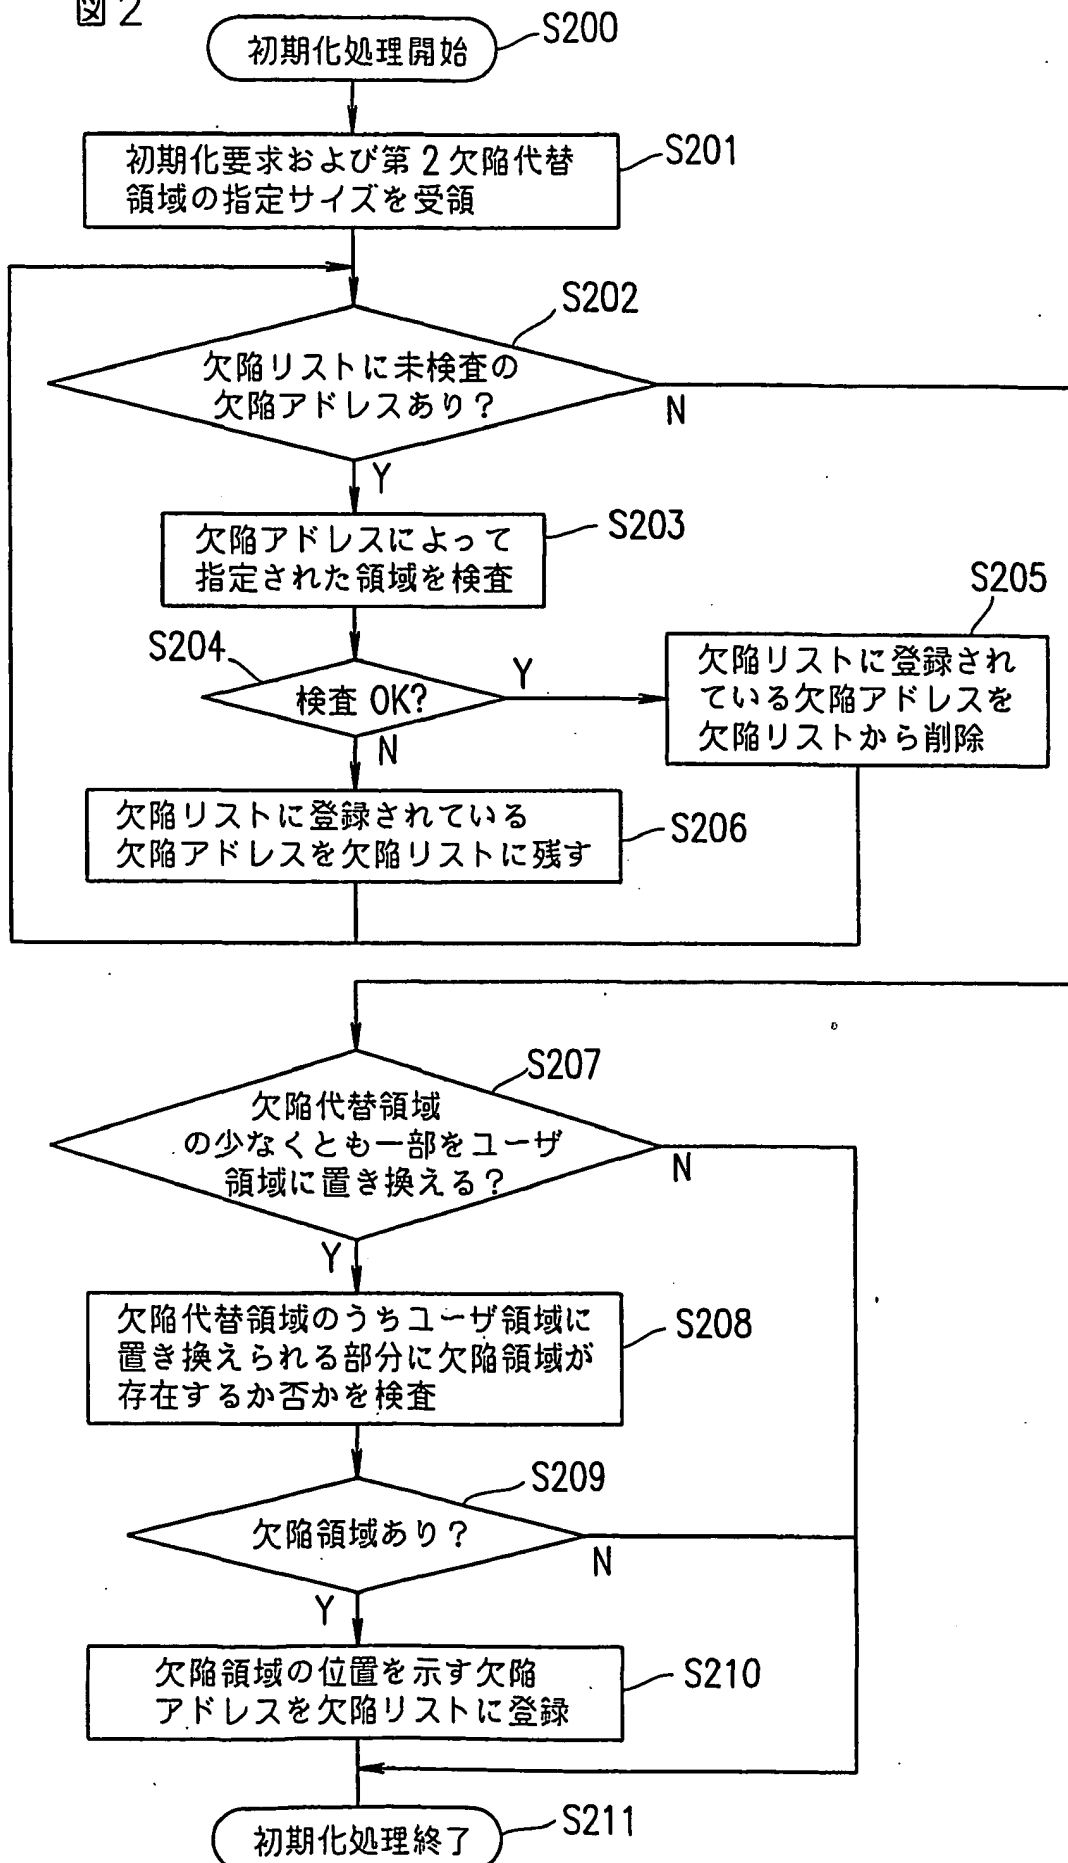 図2
初期化処理開始
S200
初期化要求および第2欠陥代替
領域の指定サイズを受領
S201
S202
欠陥リストに未検査の
欠陥アドレスあり?
N
Y
欠陥アドレスによって
指定された領域を検査
S203
S204
検査 OK?
Y
N
S205
欠陥リストに登録され
ている欠陥アドレスを
欠陥リストから削除
欠陥リストに登録されている
欠陥アドレスを欠陥リストに残す
S206
S207
欠陥代替領域
の少なくとも一部をユーザ
領域に置き換える?
N
Y
欠陥代替領域のうちユーザ領域に
置き換えられる部分に欠陥領域が
存在するか否かを検査
S208
S209
欠陥領域あり?
N
Y
欠陥領域の位置を示す欠陥
アドレスを欠陥リストに登録
S210
初期化処理終了
S211